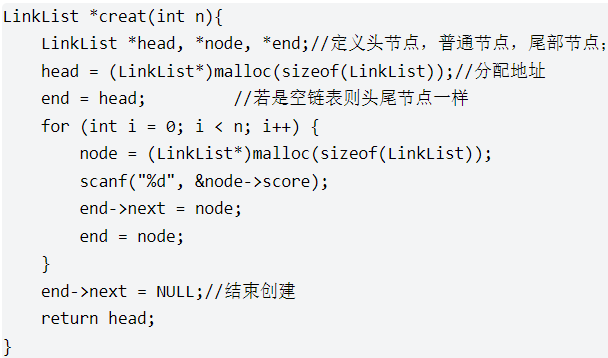 LinkList *creat(int n){
    LinkList *head, *node, *end;//定义头节点，普通节点，尾部节点；
    head = (LinkList*)malloc(sizeof(LinkList));//分配地址
    end = head;         //若是空链表则头尾节点一样
    for (int i = 0; i < n; i++) {
        node = (LinkList*)malloc(sizeof(LinkList));
        scanf("%d", &node->score);
        end->next = node;
        end = node;
    }
    end->next = NULL;//结束创建
    return head;
}